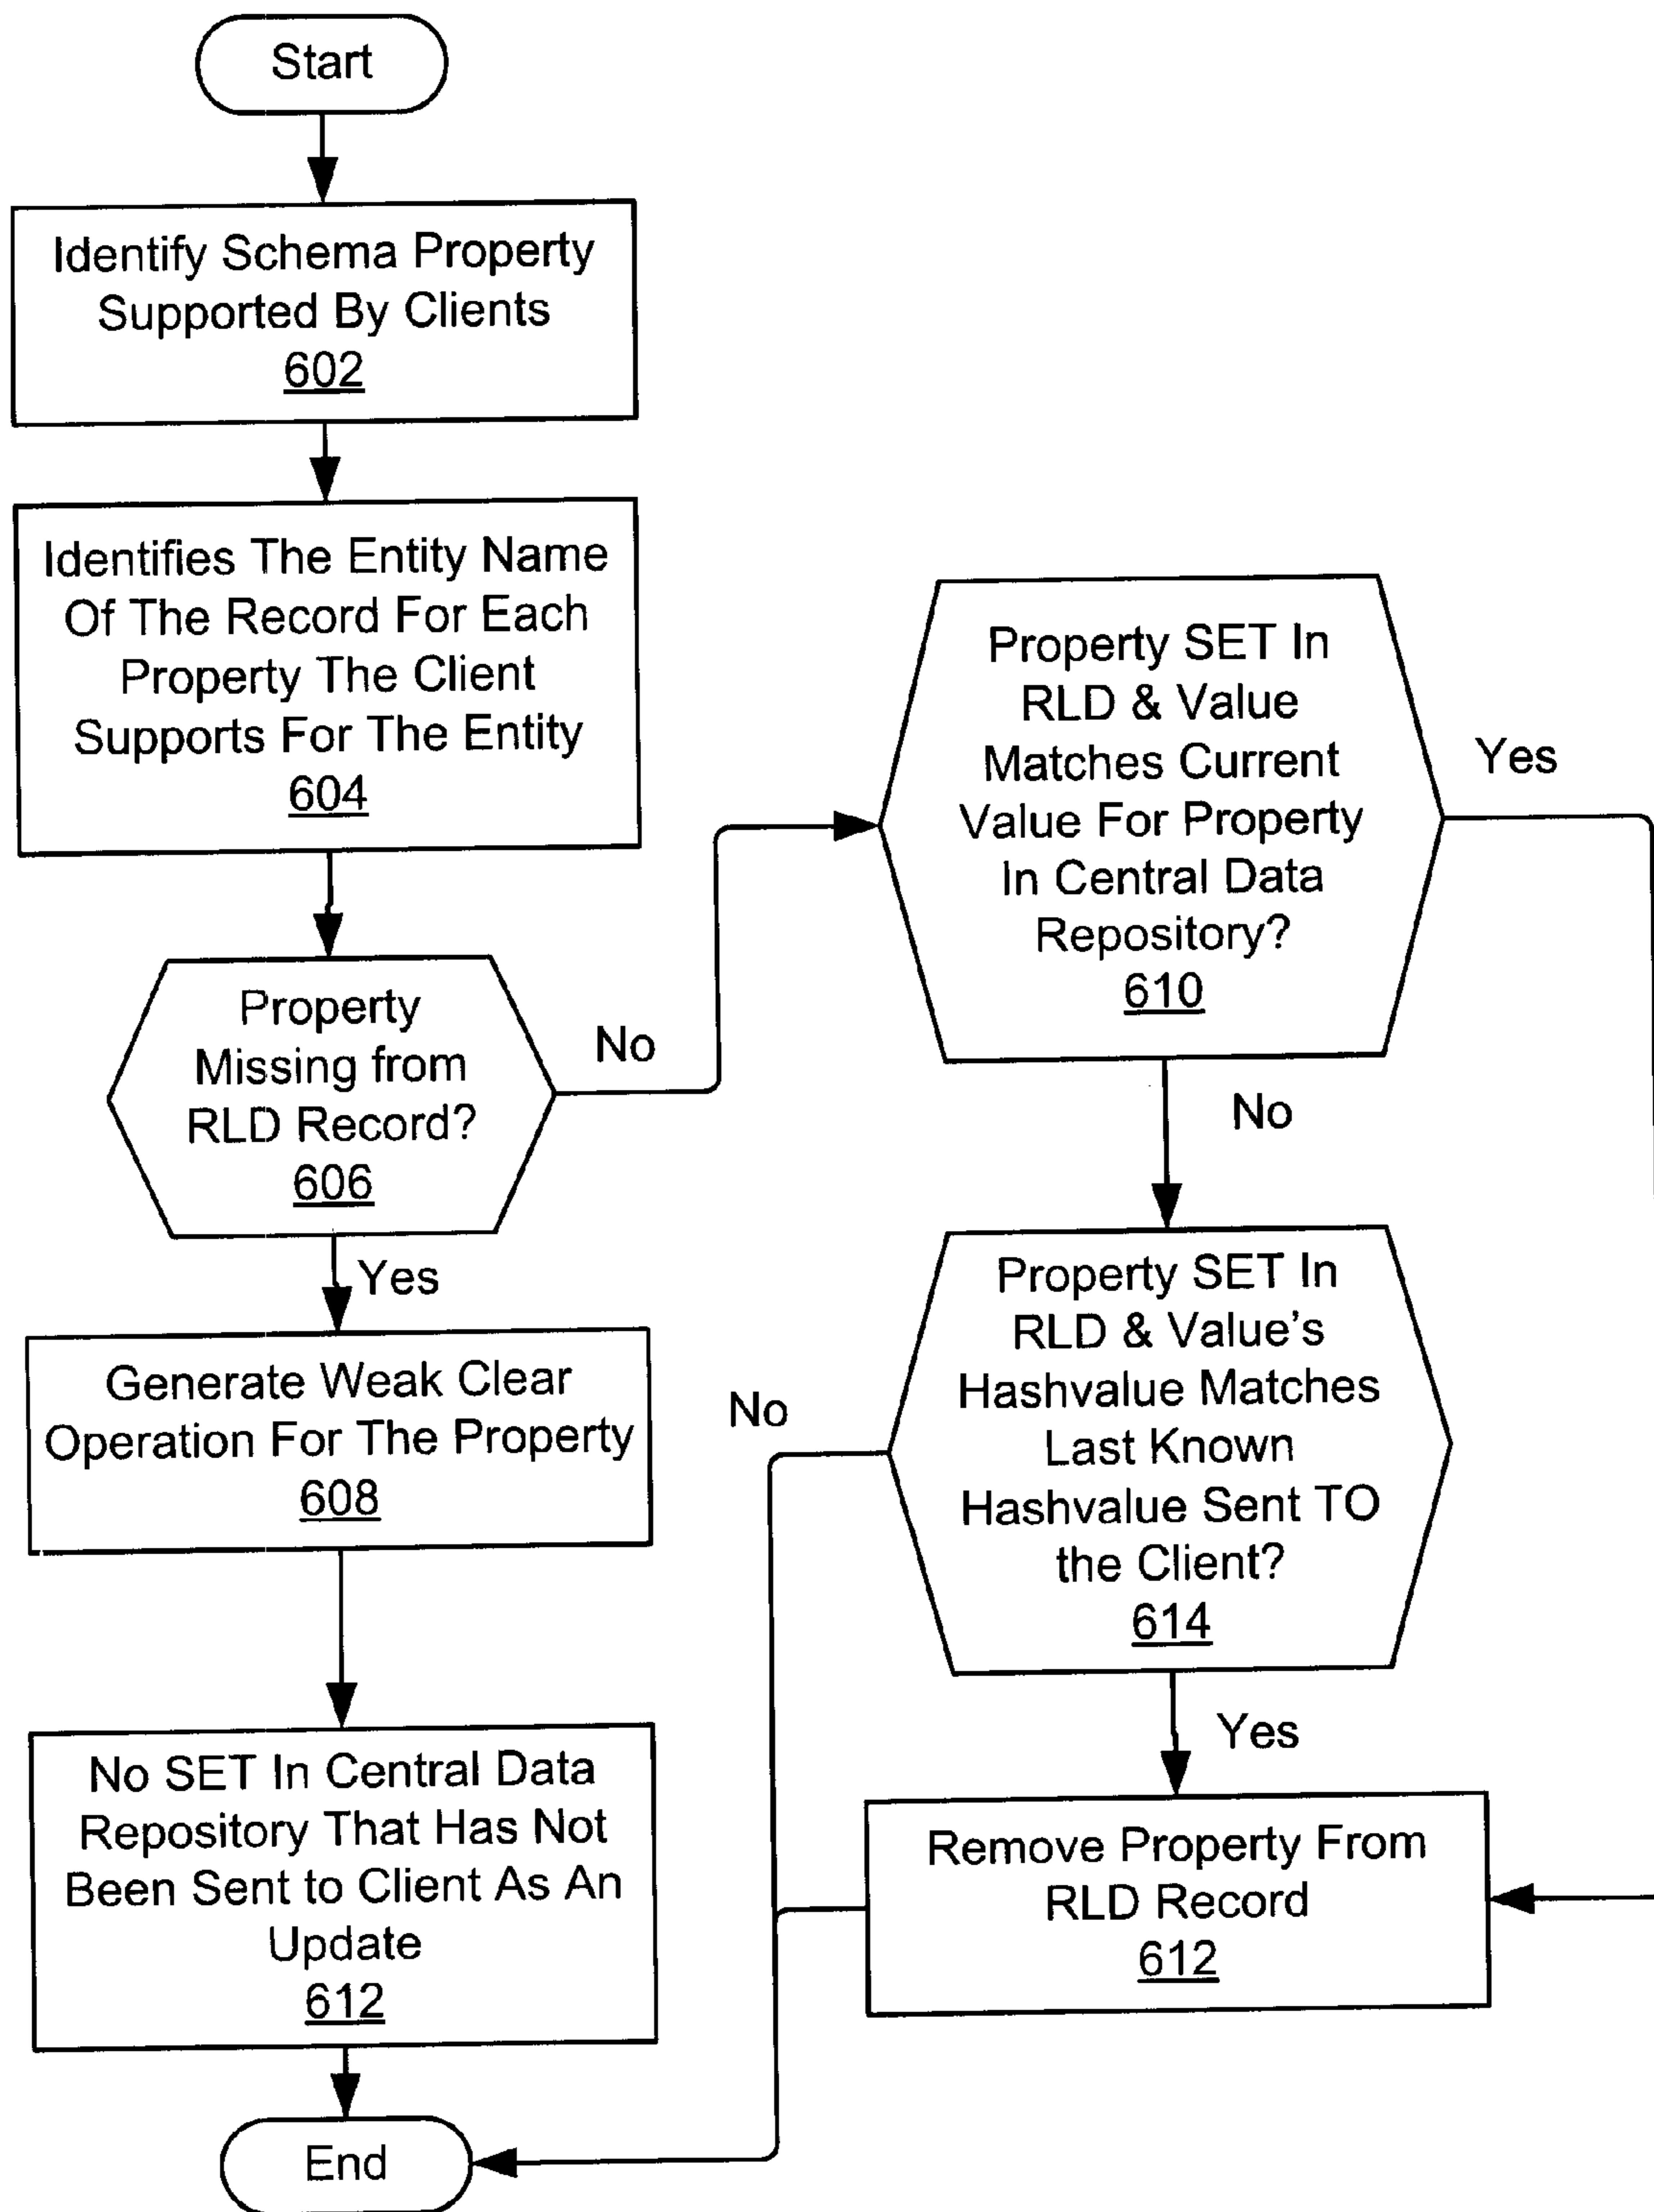 Start
Identify Schema Property
Supported By Clients
602
Identifies The Entity Name
Of The Record For Each
Property The Client
Supports For The Entity
604
Property
Missing from
RLD Record?
606
No
Yes
Generate Weak Clear
Operation For The Property
608
No SET In Central Data
Repository That Has Not
Been Sent to Client As An
Update
612
End
Property SET In
RLD & Value
Matches Current
Value For Property
In Central Data
Repository?
610
Yes
No
Property SET In
RLD & Value's
Hashvalue Matches
Last Known
Hashvalue Sent TO
the Client?
614
No
Yes
Remove Property From
RLD Record
612